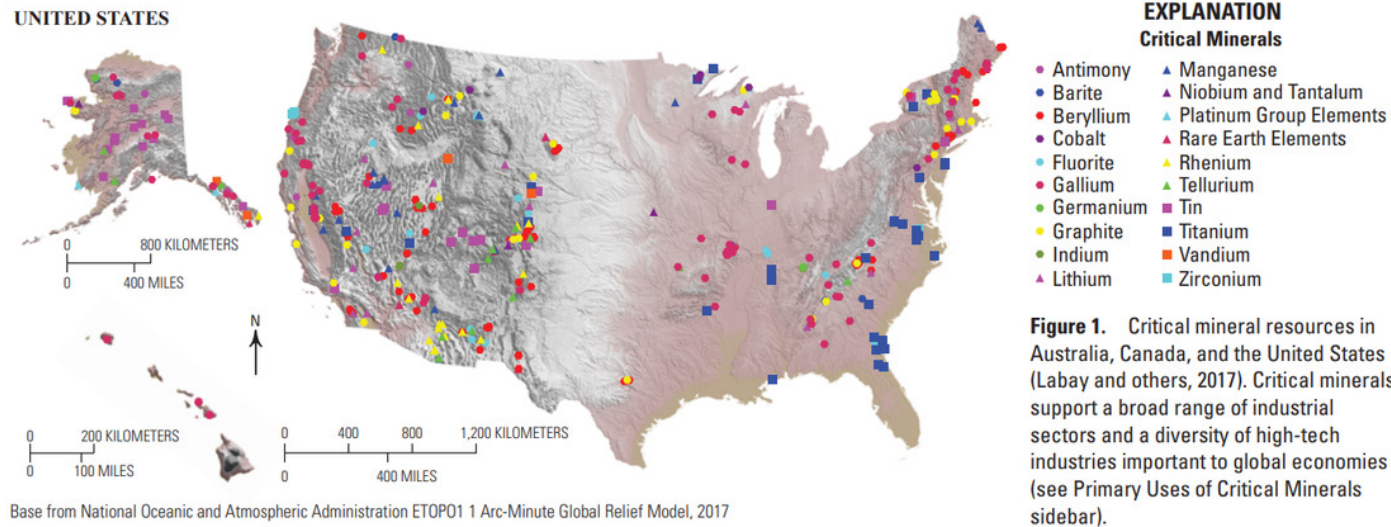 UNITED STATES
0 800 KILOMETERS
0 400 MILES
N
0 200 KILOMETERS
0 100 MILES
0 400 800 1,200 KILOMETERS
0 400 MILES
Base from National Oceanic and Atmospheric Administration ETOPO1 1 Arc-Minute Global Relief Model, 2017
EXPLANATION
Critical Minerals
Antimony
Barite
Beryllium
Cobalt
Fluorite
Gallium
Germanium
Graphite
Indium
Lithium
Manganese
Niobium and Tantalum
Platinum Group Elements
Rare Earth Elements
Rhenium
Tellurium
Tin
Titanium
Vandium
Zirconium
Figure 1. Critical mineral resources in
Australia, Canada, and the United States
(Labay and others, 2017). Critical minerals
support a broad range of industrial
sectors and a diversity of high-tech
industries important to global economies
(see Primary Uses of Critical Minerals
sidebar).